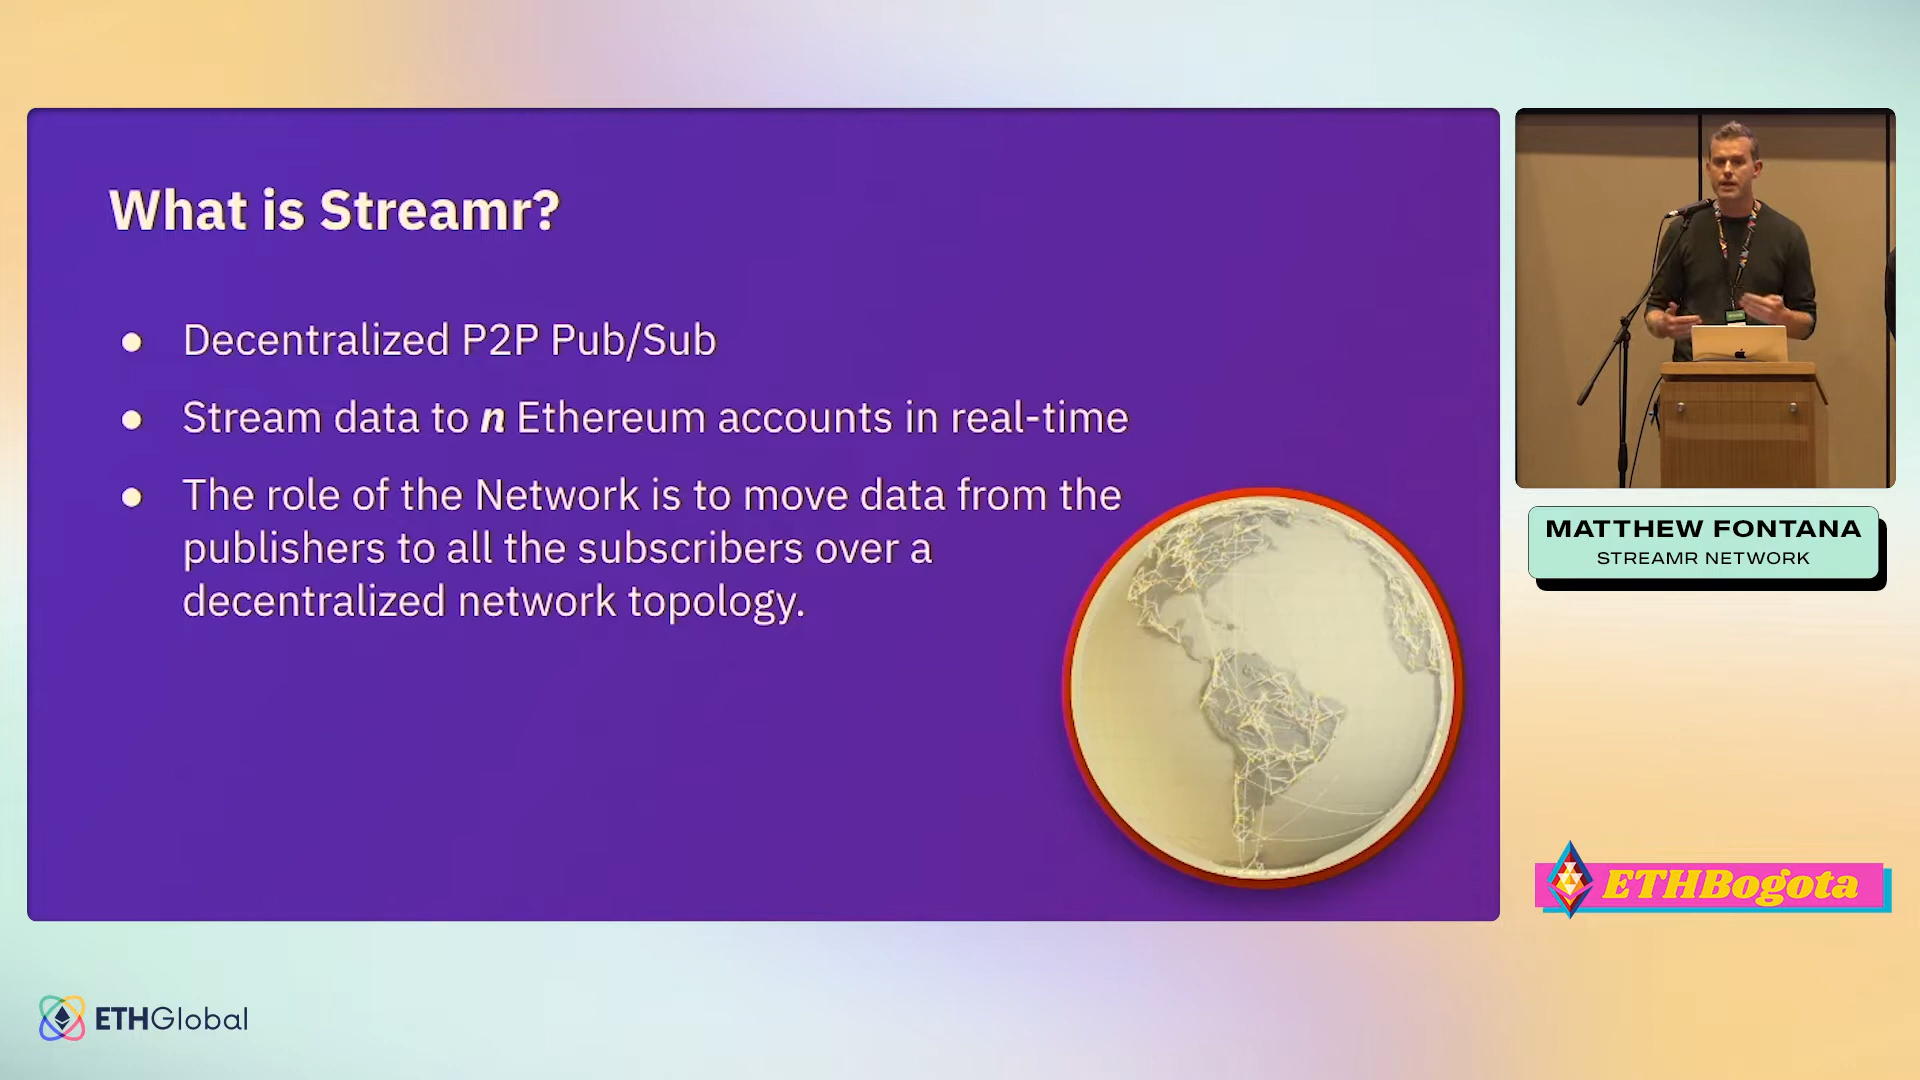 What is Streamr?
● Decentralized P2P Pub/Sub
● Stream data to n Ethereum accounts in real-time
● The role of the Network is to move data from the
publishers to all the subscribers over a
decentralized network topology.
MATTHEW FONTANA
STREAMR NETWORK
ETHBogota
ETHGlobal